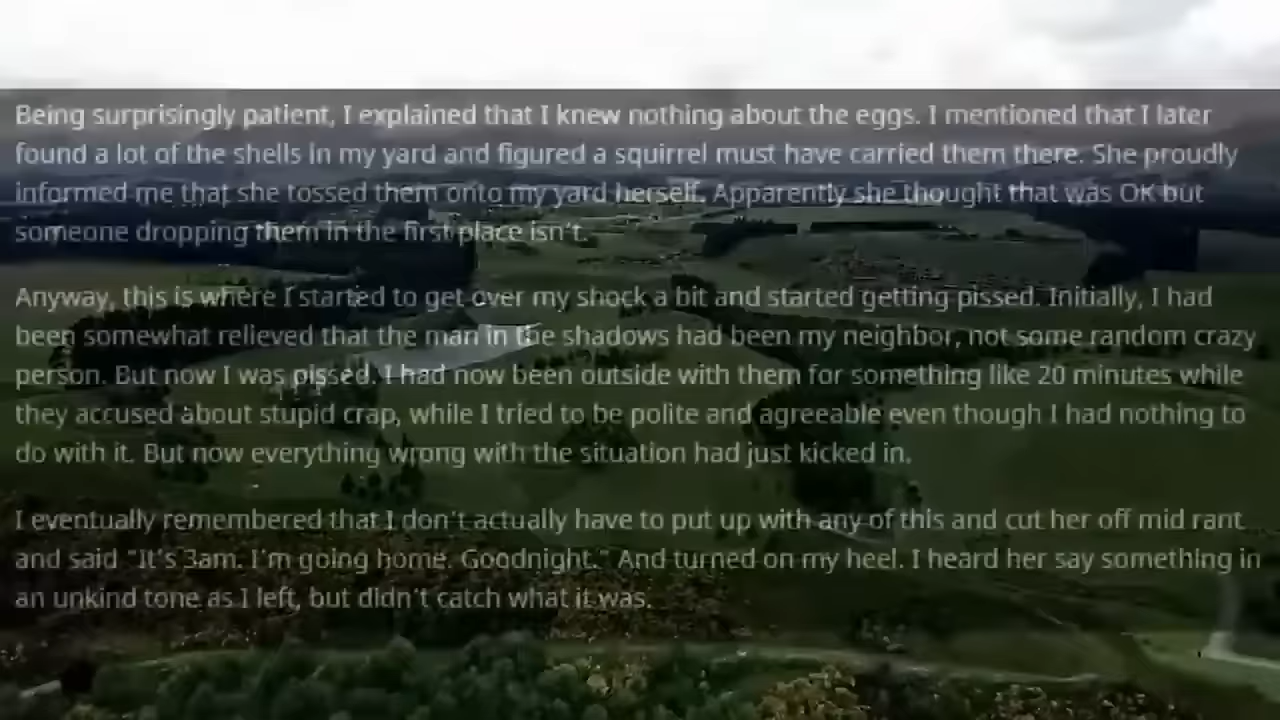 Being surprisingly patient, I explained that I knew nothing about the eggs. I mentioned that I later
found a lot of the shells in my yard and figured a squirrel must have carried them there. She proudly
informed me that she tossed them onto my yard herself. Apparently she thought that was OK but
someone dropping them in the first place isn't.
Anyway, this is where I started to get over my shock a bit and started getting pissed. Initially, I had
been somewhat relieved that the man in the shadows had been my neighbor, not some random crazy
person. But now I was pissed. I had now been outside with them for something like 20 minutes while
they accused about stupid crap, while I tried to be polite and agreeable even though I had nothing to
do with it. But now everything wrong with the situation had just kicked in.
I eventually remembered that I don't actually have to put up with any of this and cut her off mid rant
and said "It's 3am. I'm going home. Goodnight." And turned on my heel. I heard her say something in
an unkind tone as I left, but didn't catch what it was.